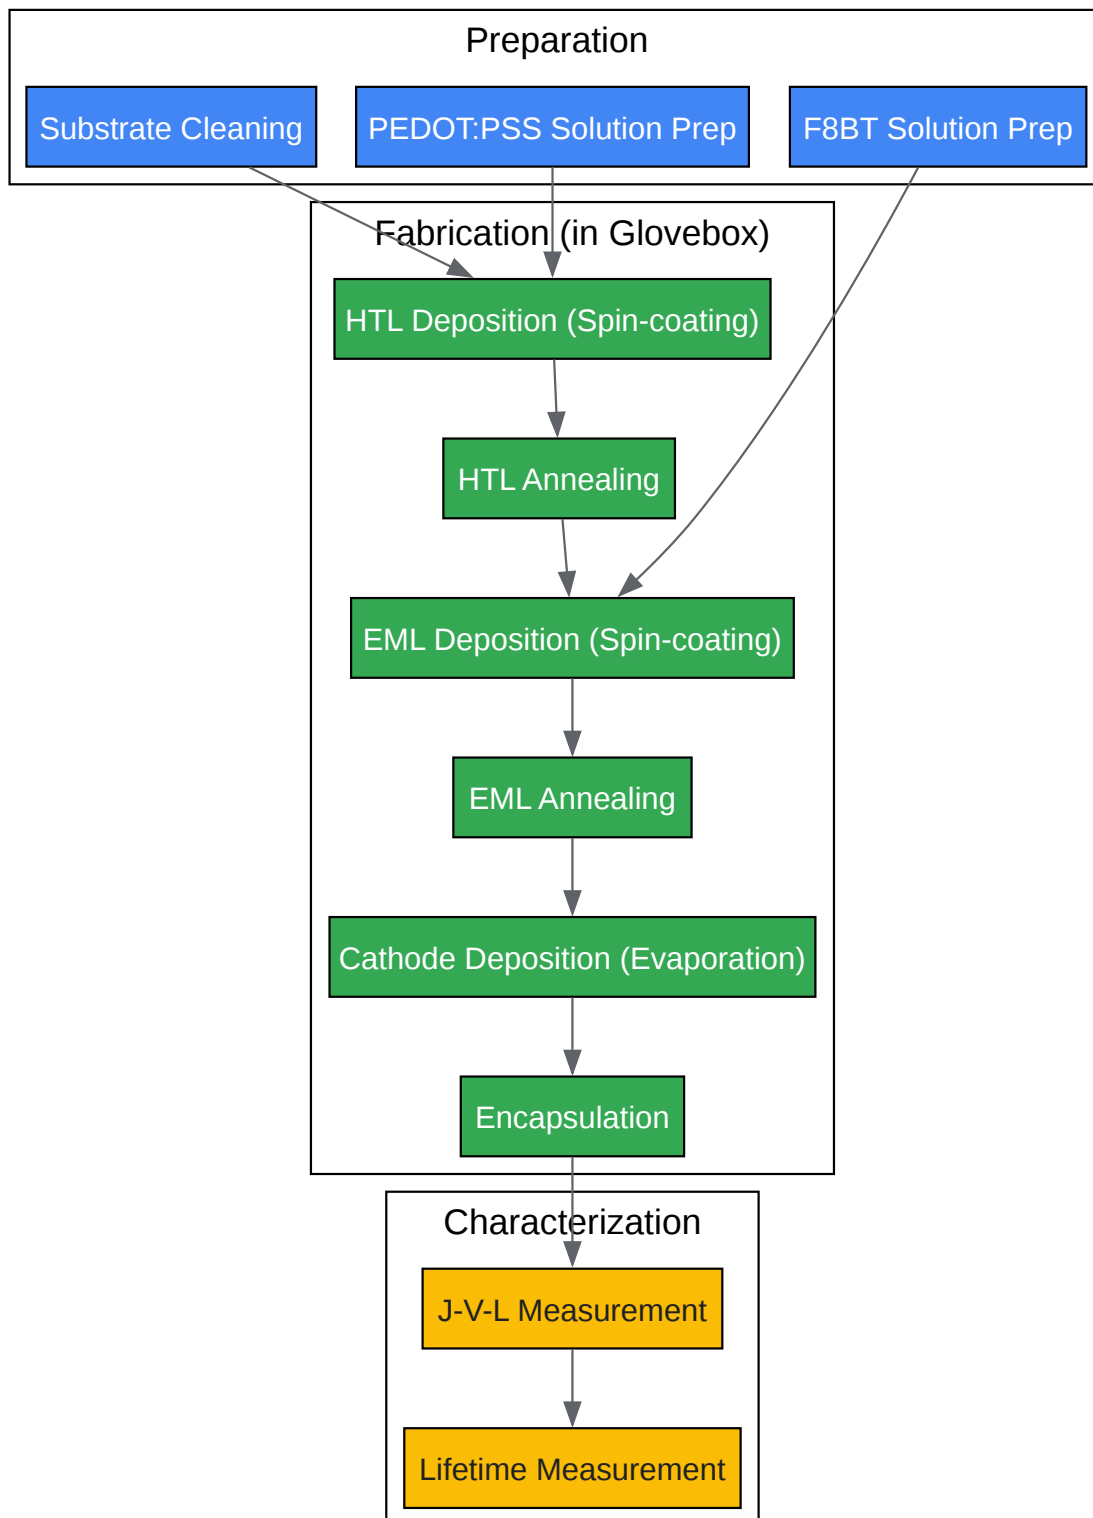 Preparation
Substrate Cleaning
PEDOT:PSS Solution Prep
F8BT Solution Prep
Fabrication (in Glovebox)
HTL Deposition (Spin-coating)
HTL Annealing
EML Deposition (Spin-coating)
EML Annealing
Cathode Deposition (Evaporation)
Encapsulation
Characterization
J-V-L Measurement
Lifetime Measurement